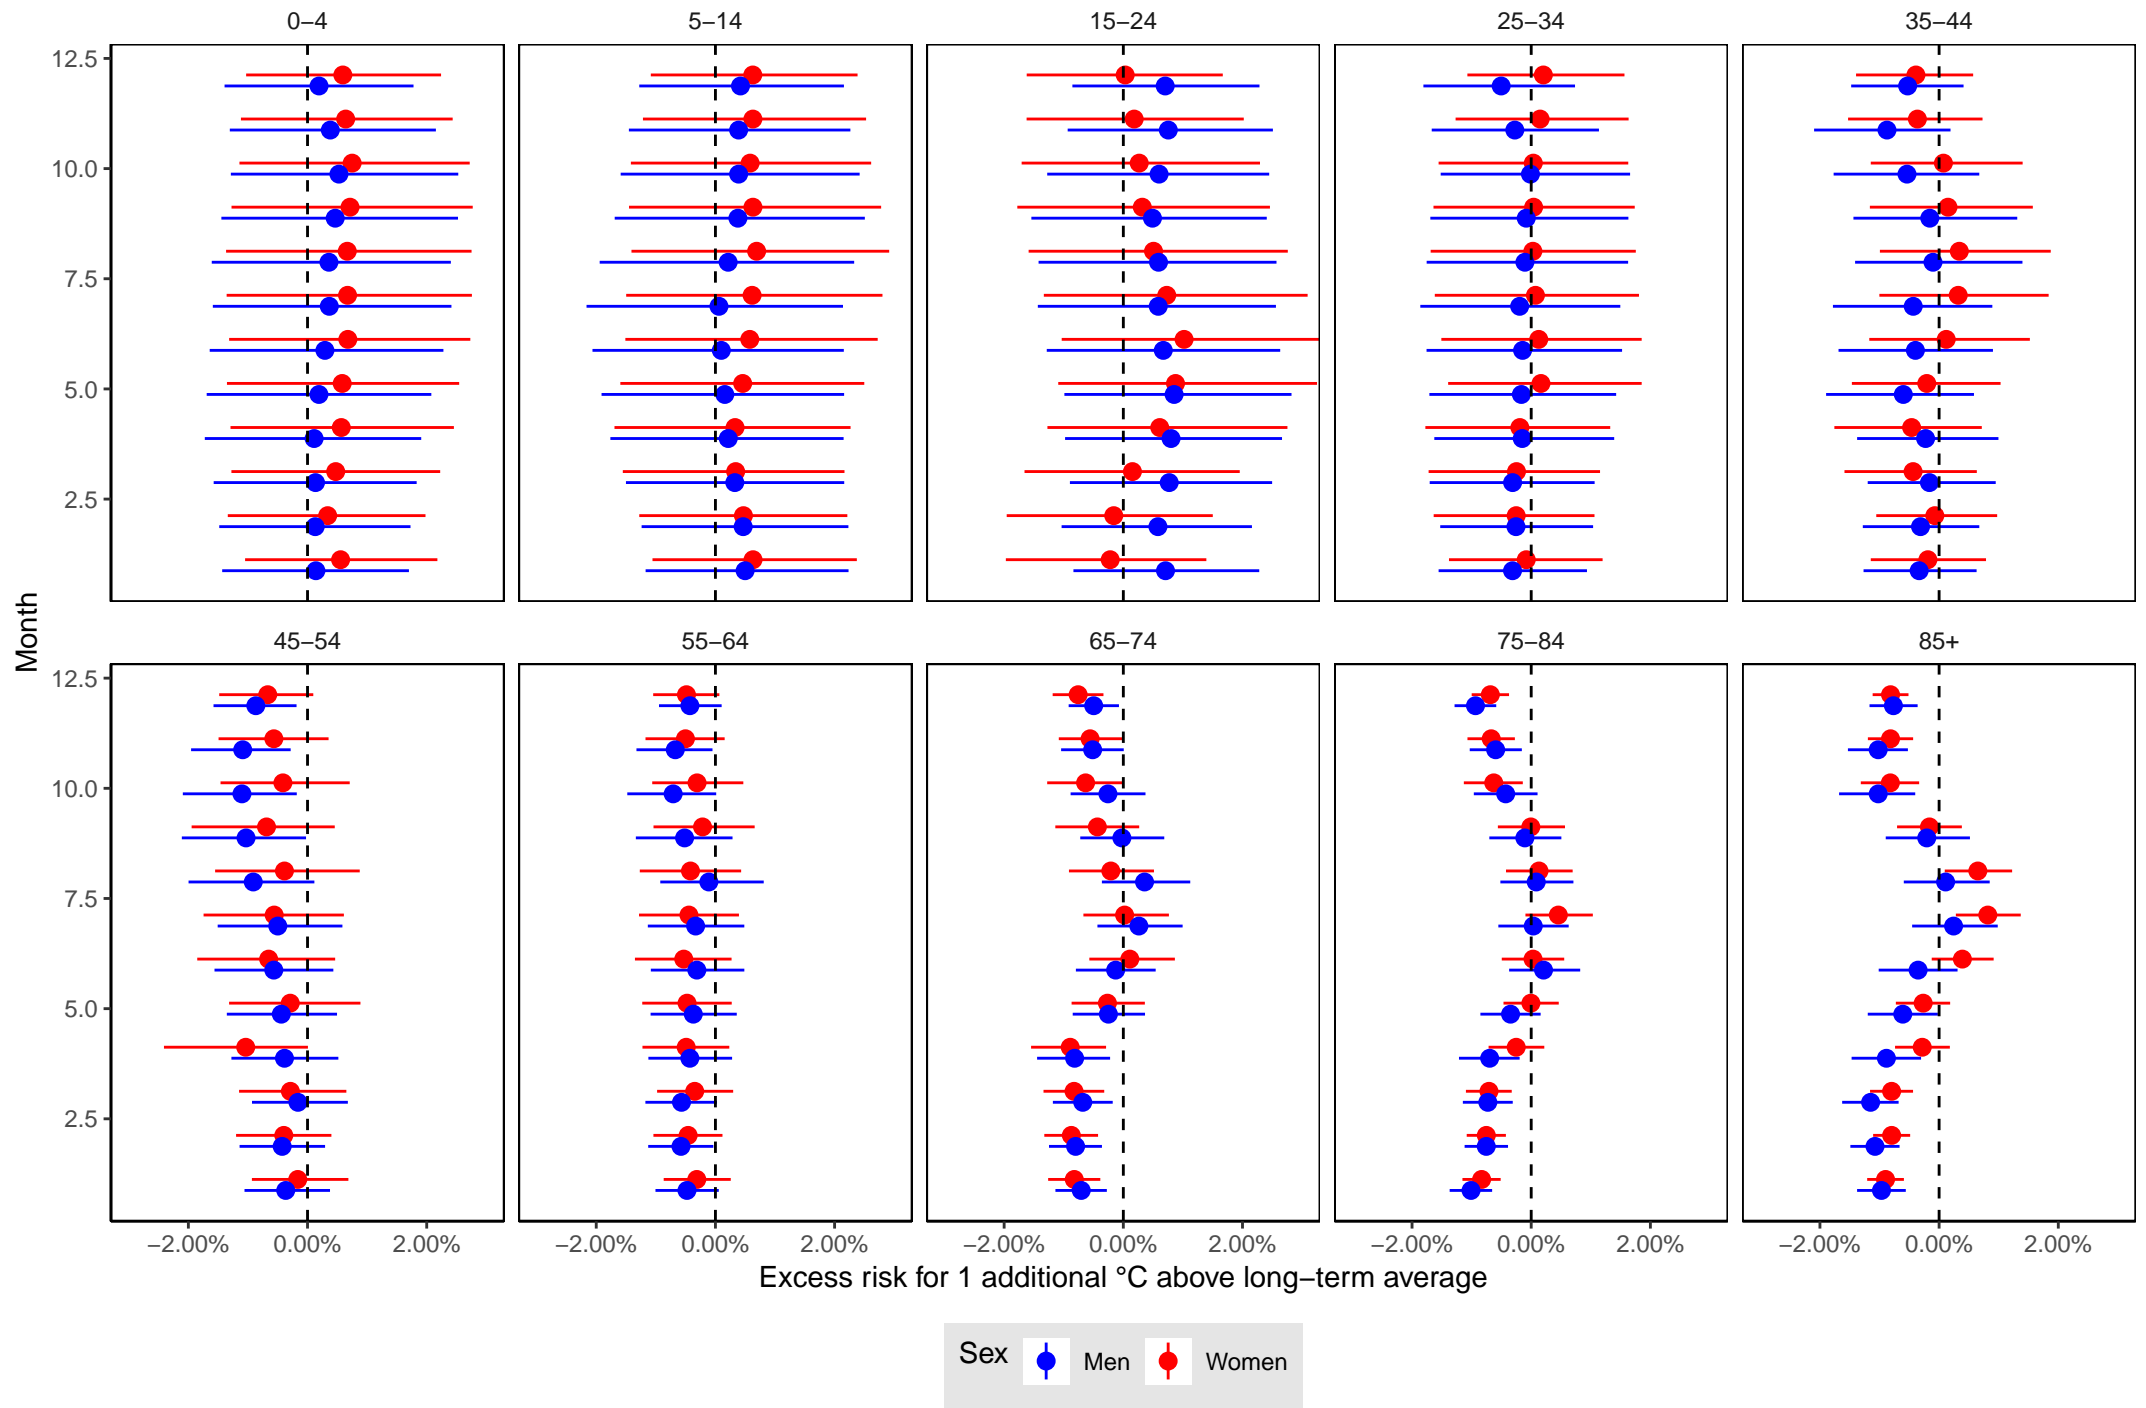 0–4 5–14 15–24 25–34 35–44
12.5
10.0
7.5
5.0
2.5
Month
45–54 55–64 65–74 75–84 85+
12.5
10.0
7.5
5.0
2.5
−2.00% 0.00% 2.00% −2.00% 0.00% 2.00% −2.00% 0.00% 2.00% −2.00% 0.00% 2.00% −2.00% 0.00% 2.00%
Excess risk for 1 additional °C above long−term average
Sex Men Women